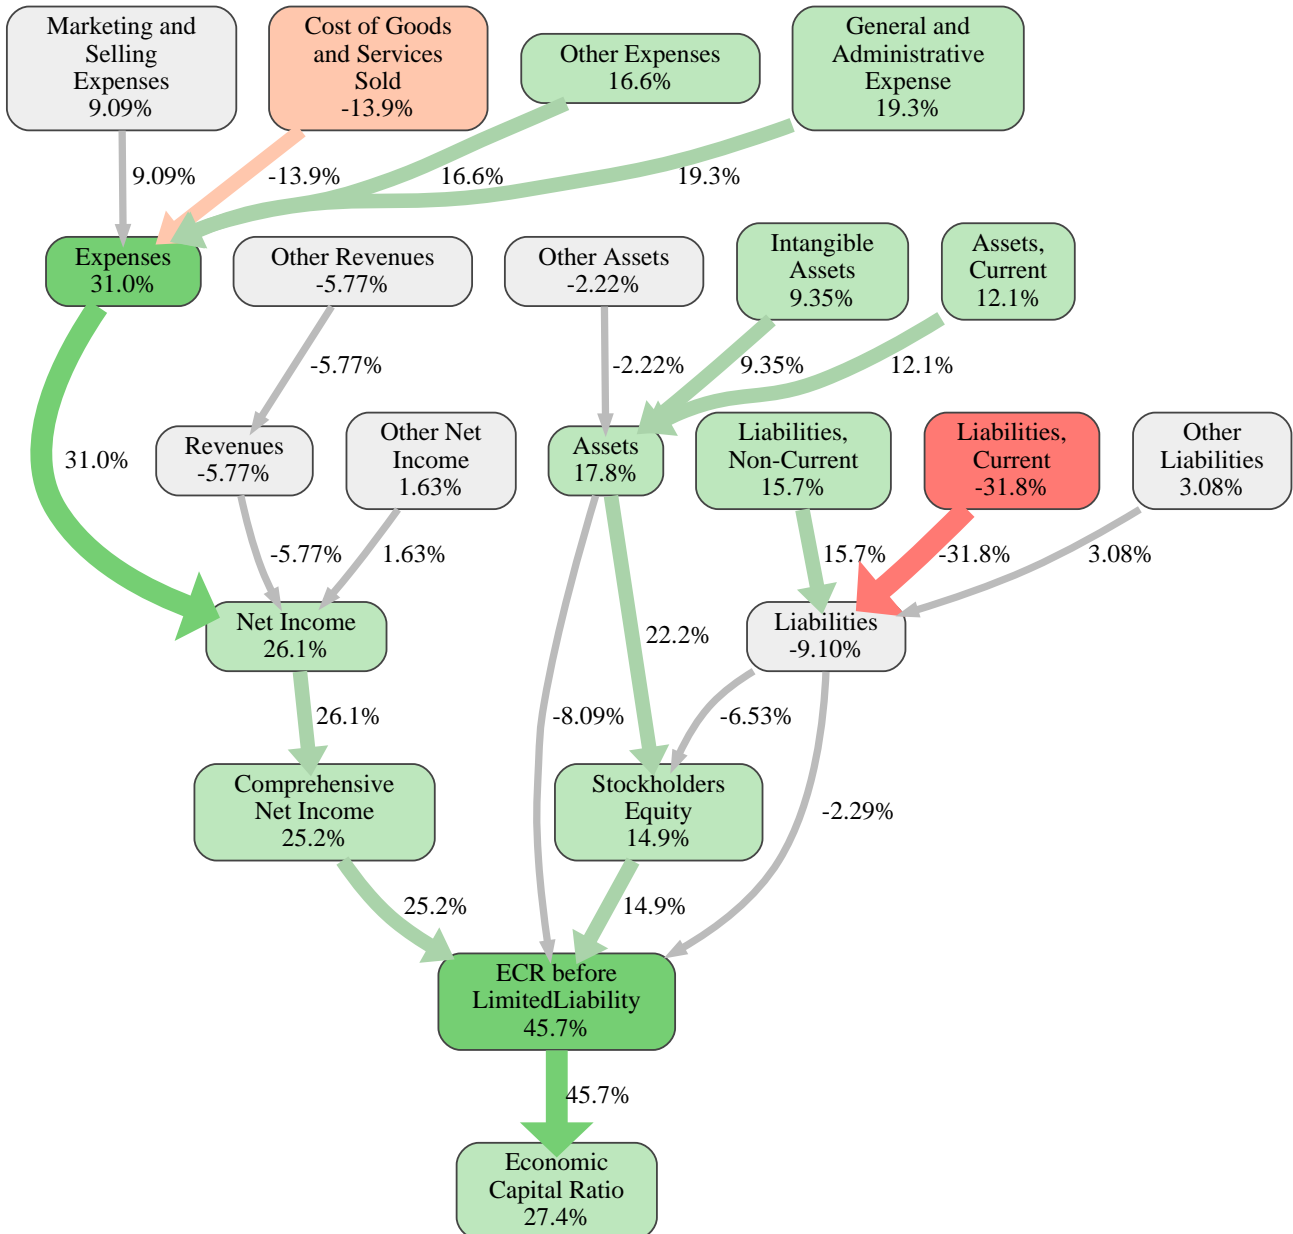 Marketing and
Selling
Expenses
9.09%
Cost of Goods
and Services
Sold
-13.9%
Other Expenses
16.6%
General and
Administrative
Expense
19.3%
9.09%
-13.9%
16.6%
19.3%
Expenses
31.0%
Other Revenues
-5.77%
Other Assets
-2.22%
Intangible
Assets
9.35%
Assets,
Current
12.1%
-5.77%
-2.22%
9.35%
12.1%
31.0%
Revenues
-5.77%
Other Net
Income
1.63%
Assets
17.8%
Liabilities,
Non-Current
15.7%
Liabilities,
Current
-31.8%
Other
Liabilities
3.08%
-5.77%
1.63%
15.7%
-31.8%
3.08%
Net Income
26.1%
22.2%
Liabilities
-9.10%
26.1%
-8.09%
-6.53%
Comprehensive
Net Income
25.2%
Stockholders
Equity
14.9%
-2.29%
25.2%
14.9%
ECR before
LimitedLiability
45.7%
45.7%
Economic
Capital Ratio
27.4%